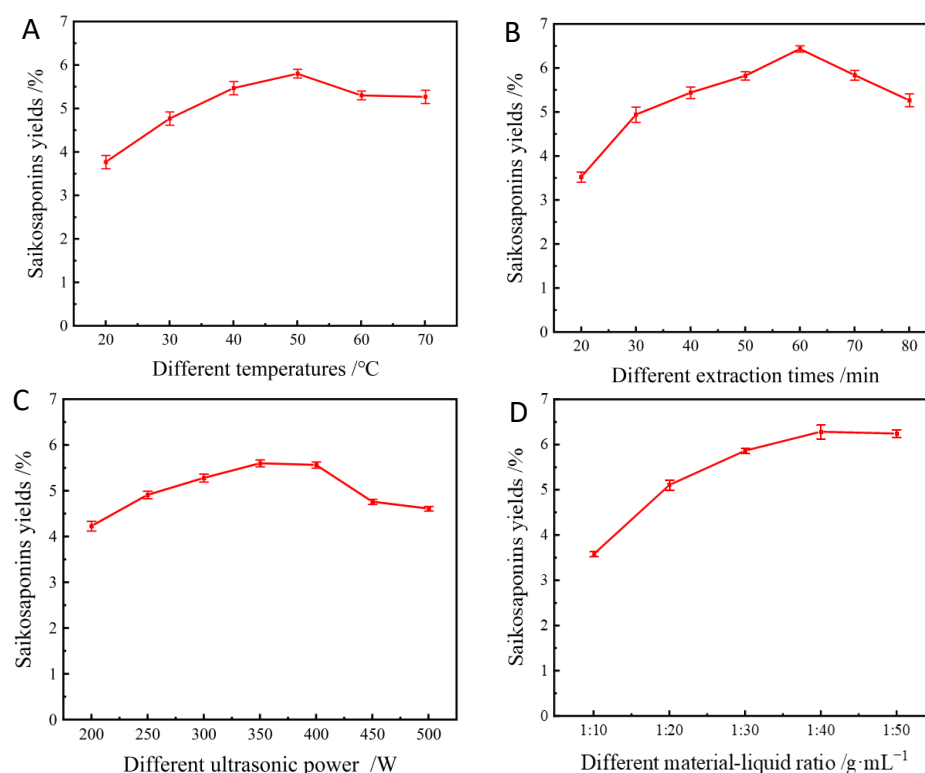 A
Saikosaponins yields /%
7
6
5
4
3
2
1
0
20 30 40 50 60 70
Different temperatures /°C
B
Saikosaponins yields /%
7
6
5
4
3
2
1
0
20 30 40 50 60 70 80
Different extraction times /min
C
Saikosaponins yields /%
7
6
5
4
3
2
1
0
200 250 300 350 400 450 500
Different ultrasonic power /W
D
Saikosaponins yields /%
7
6
5
4
3
2
1
0
1:10 1:20 1:30 1:40 1:50
Different material-liquid ratio /g·mL⁻¹